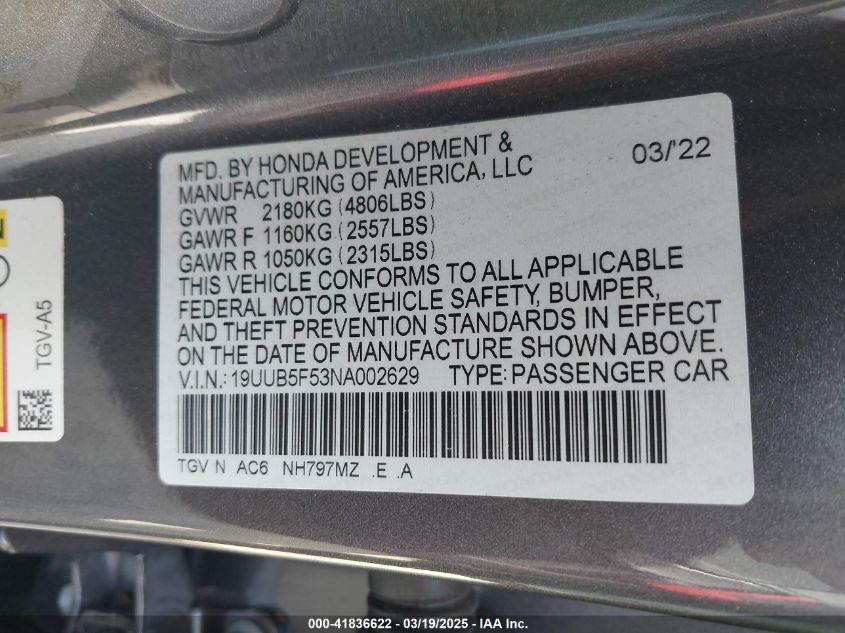 MFD. BY HONDA DEVELOPMENT &
MANUFACTURING OF AMERICA, LLC
03/'22
GVWR 2180KG (4806LBS)
GAWR F 1160KG (2557LBS)
GAWR R 1050KG (2315LBS)
THIS VEHICLE CONFORMS TO ALL APPLICABLE
FEDERAL MOTOR VEHICLE SAFETY, BUMPER,
AND THEFT PREVENTION STANDARDS IN EFFECT
ON THE DATE OF MANUFACTURE SHOWN ABOVE.
V.I.N.: 19UUB5F53NA002629 TYPE: PASSENGER CAR
TGV N AC6 NH797MZ .E .A
TGV-A5
N
000-41836622 - 03/19/2025 - IAA Inc.